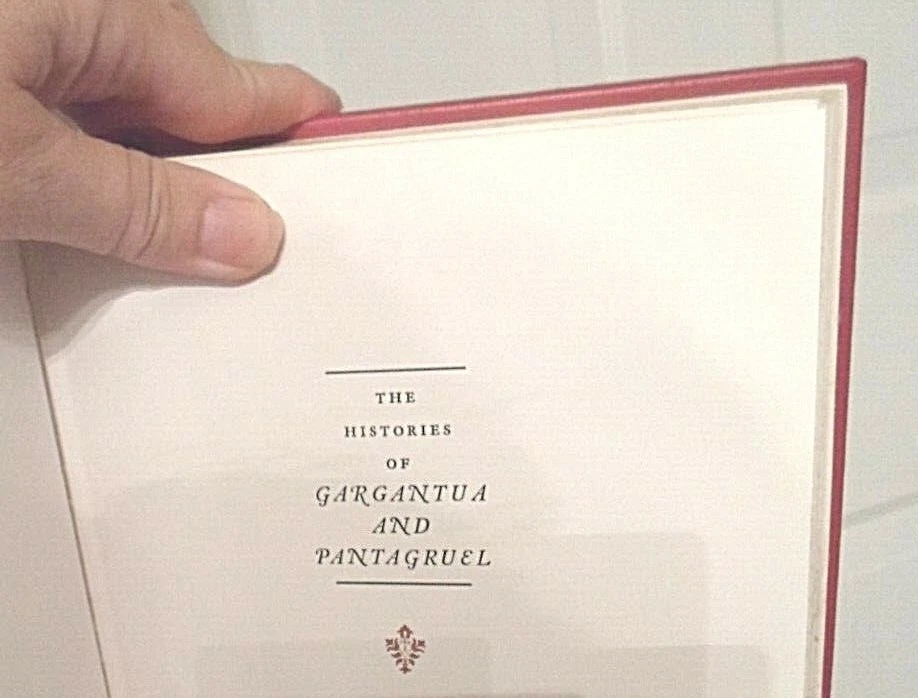 THE
HISTORIES
OF
GARGANTUA
AND
PANTAGRUEL